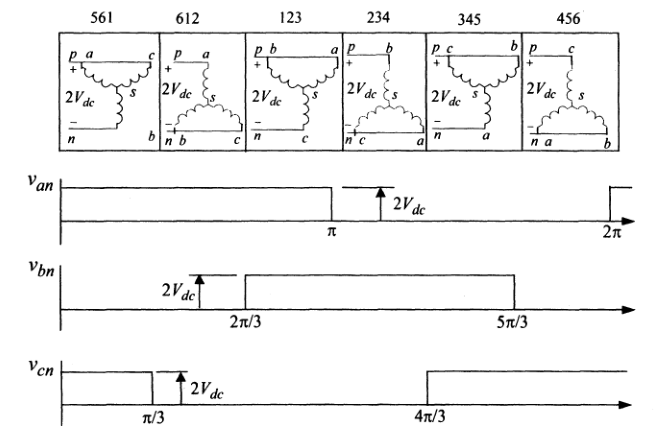 561 612 123 234 345 456
p a c p a p b a p b p c b p c
+ + + + + +
2Vdc s 2Vdc s 2Vdc s 2Vdc s 2Vdc s 2Vdc s
− − − − − −
n b n b c n c n c a n a n a b
van
2Vdc
π 2π
vbn
2Vdc
2π/3 5π/3
vcn
2Vdc
π/3 4π/3